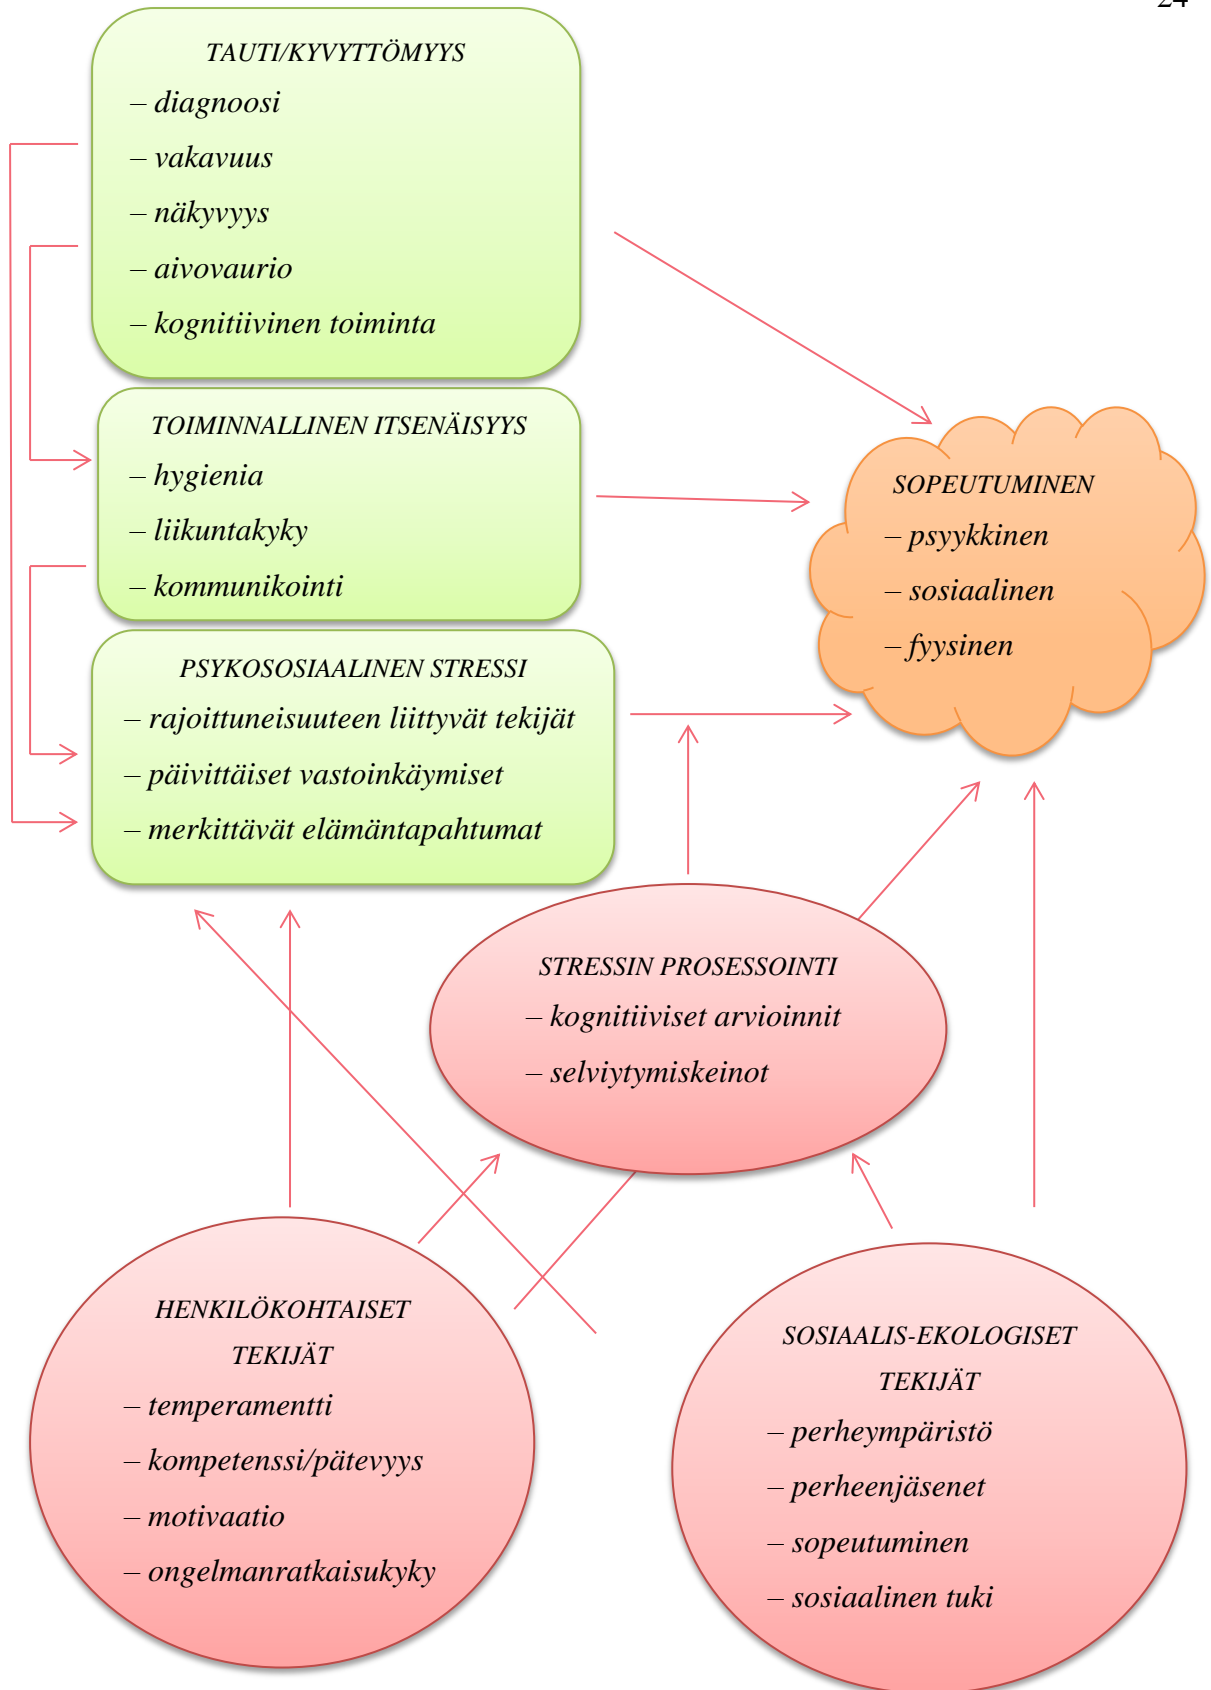 24
TAUTI/KYVYTTÖMYYS
– diagnoosi
– vakavuus
– näkyvyys
– aivovaurio
– kognitiivinen toiminta
TOIMINNALLINEN ITSENÄISYYS
– hygienia
– liikuntakyky
– kommunikointi
SOPEUTUMINEN
– psyykkinen
– sosiaalinen
– fyysinen
PSYKOSOSIAALINEN STRESSI
– rajoittuneisuuteen liittyvät tekijät
– päivittäiset vastoinkäymiset
– merkittävät elämäntapahtumat
STRESSIN PROSESSOINTI
– kognitiiviset arvioinnit
– selviytymiskeinot
HENKILÖKOHTAISET
TEKIJÄT
– temperamentti
– kompetenssi/pätevyys
– motivaatio
– ongelmanratkaisukyky
SOSIAALIS-EKOLOGISET
TEKIJÄT
– perheympäristö
– perheenjäsenet
– sopeutuminen
– sosiaalinen tuki